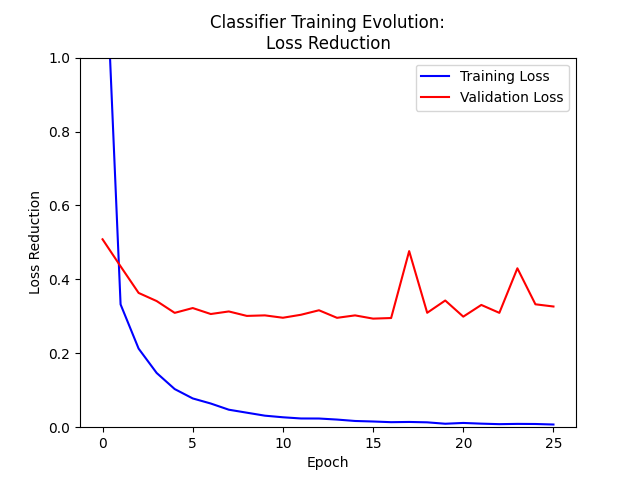 Classifier Training Evolution:
Loss Reduction
1.0
0.8
0.6
0.4
0.2
0.0
Loss Reduction
Training Loss
Validation Loss
0
5
10
15
20
25
Epoch